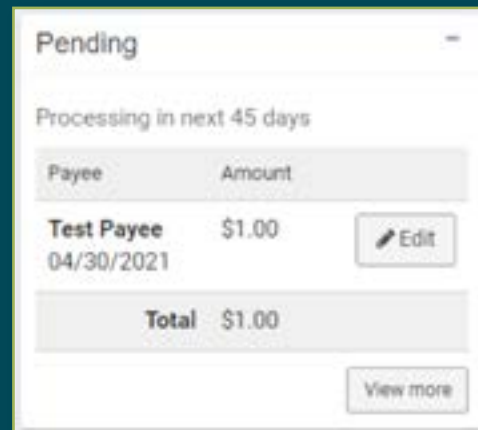 Pending
Processing in next 45 days
Payee Amount
Test Payee $1.00 Edit
04/30/2021
Total $1.00
View more